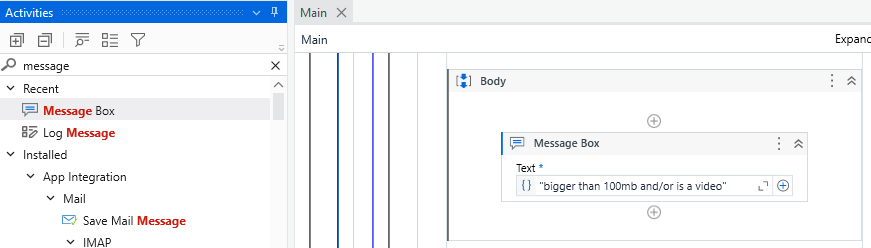 Activities
message
Recent
Message Box
Log Message
Installed
App Integration
Mail
Save Mail Message
IMAP
Main
Main
Expand
Body
Message Box
Text *
{ } "bigger than 100mb and/or is a video"